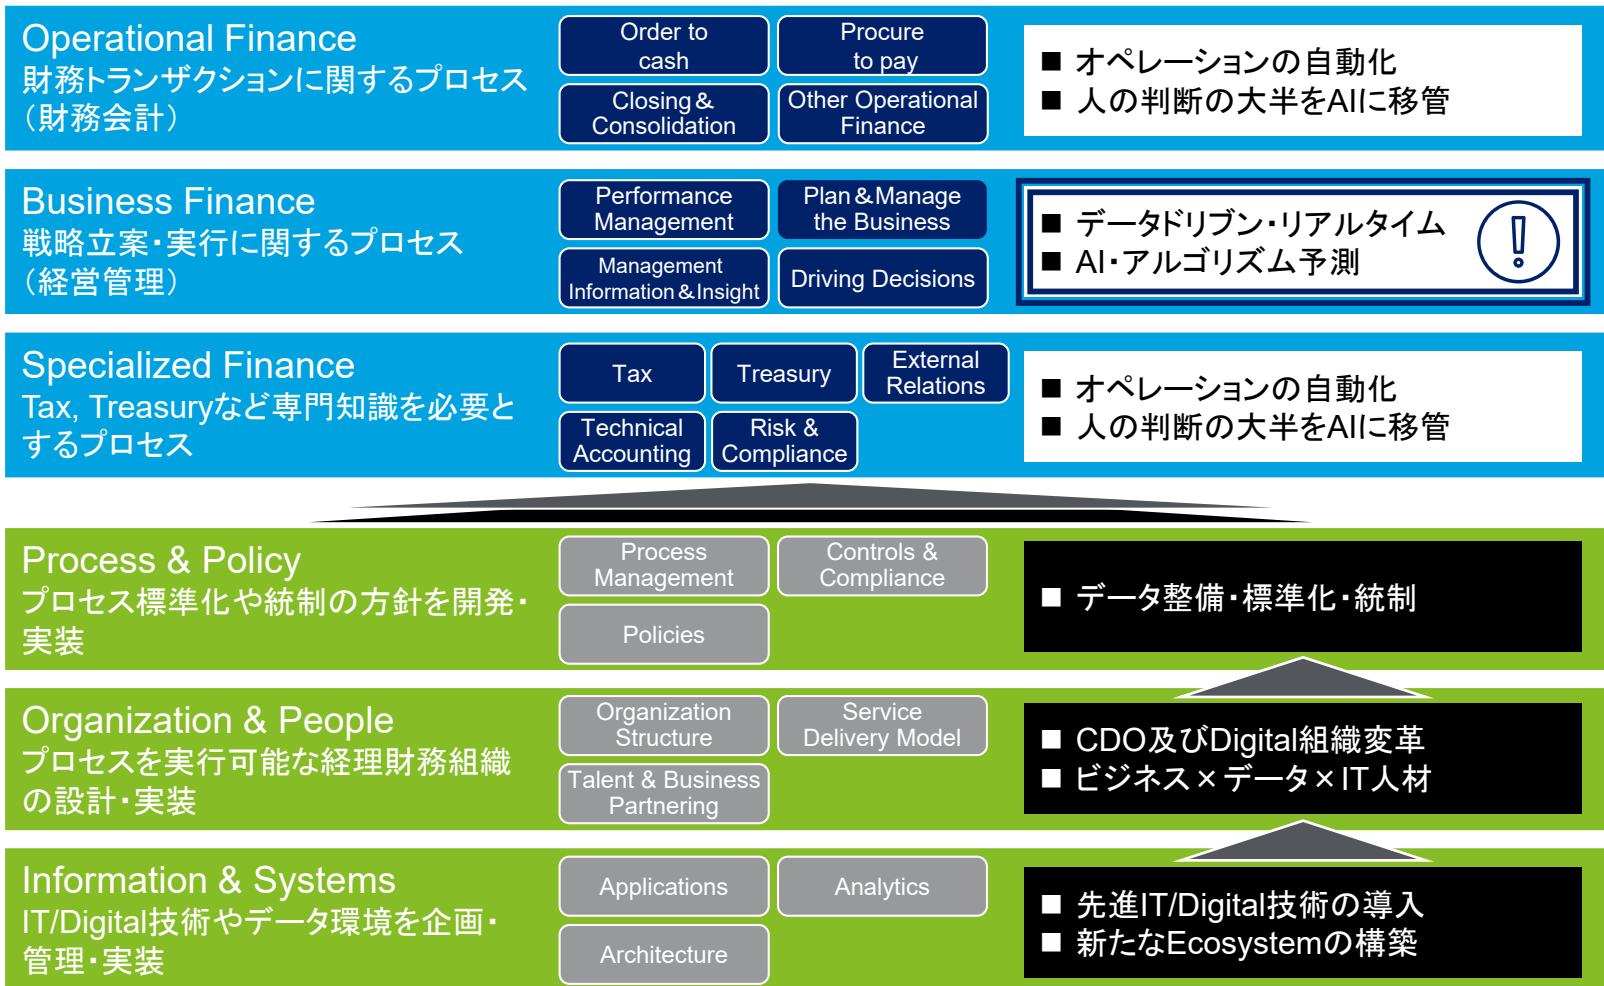 Operational Finance
財務トランザクションに関するプロセス
（財務会計）
Order to
cash
Procure
to pay
Closing＆
Consolidation
Other Operational
Finance
■ オペレーションの自動化
■ 人の判断の大半をAIに移管
Business Finance
戦略立案・実行に関するプロセス
（経営管理）
Performance
Management
Plan＆Manage
the Business
Management
Information＆Insight
Driving Decisions
■ データドリブン・リアルタイム
■ AI・アルゴリズム予測
!
Specialized Finance
Tax, Treasuryなど専門知識を必要と
するプロセス
Tax
Treasury
External
Relations
Technical
Accounting
Risk &
Compliance
■ オペレーションの自動化
■ 人の判断の大半をAIに移管
Process & Policy
プロセス標準化や統制の方針を開発・
実装
Process
Management
Controls &
Compliance
Policies
■ データ整備・標準化・統制
Organization & People
プロセスを実行可能な経理財務組織
の設計・実装
Organization
Structure
Service
Delivery Model
Talent & Business
Partnering
■ CDO及びDigital組織変革
■ ビジネス×データ×IT人材
Information & Systems
IT/Digital技術やデータ環境を企画・
管理・実装
Applications
Analytics
Architecture
■ 先進IT/Digital技術の導入
■ 新たなEcosystemの構築